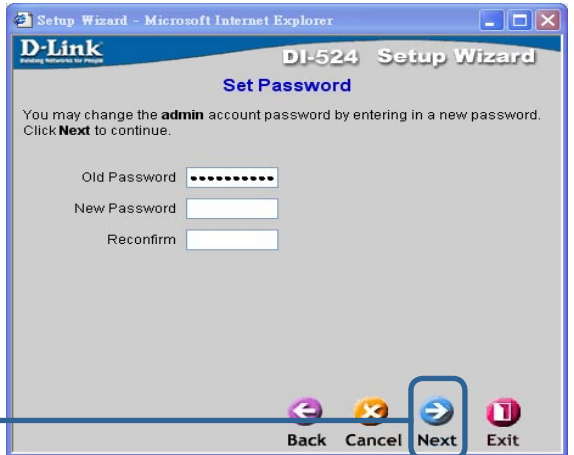 Setup Wizard - Microsoft Internet Explorer
D-Link
Building Networks for People
DI-524 Setup Wizard
Set Password
You may change the admin account password by entering in a new password.
Click Next to continue.
Old Password ●●●●●●●●●●
New Password
Reconfirm
Back Cancel Next Exit